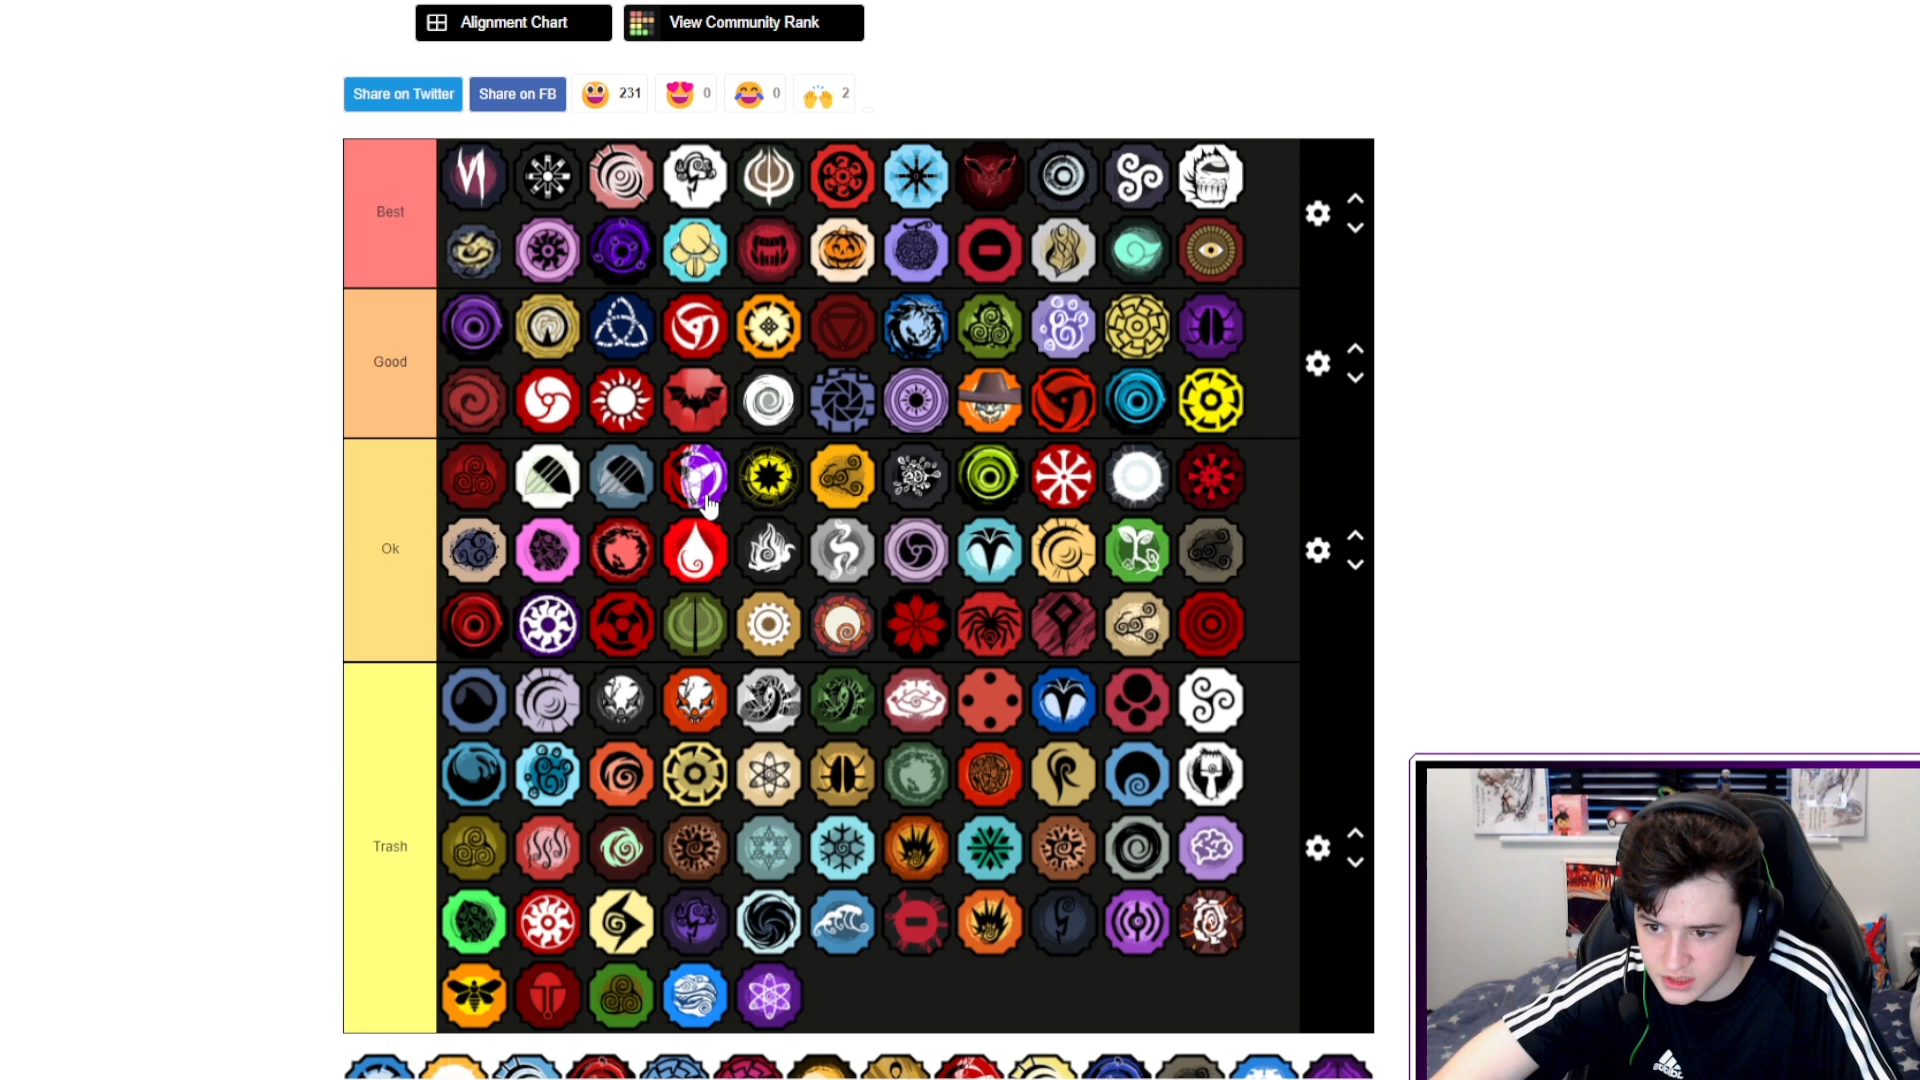 Alignment Chart View Community Rank
Share on Twitter Share on FB 231 0 0 2
Best
Good
Ok
Trash
adidas